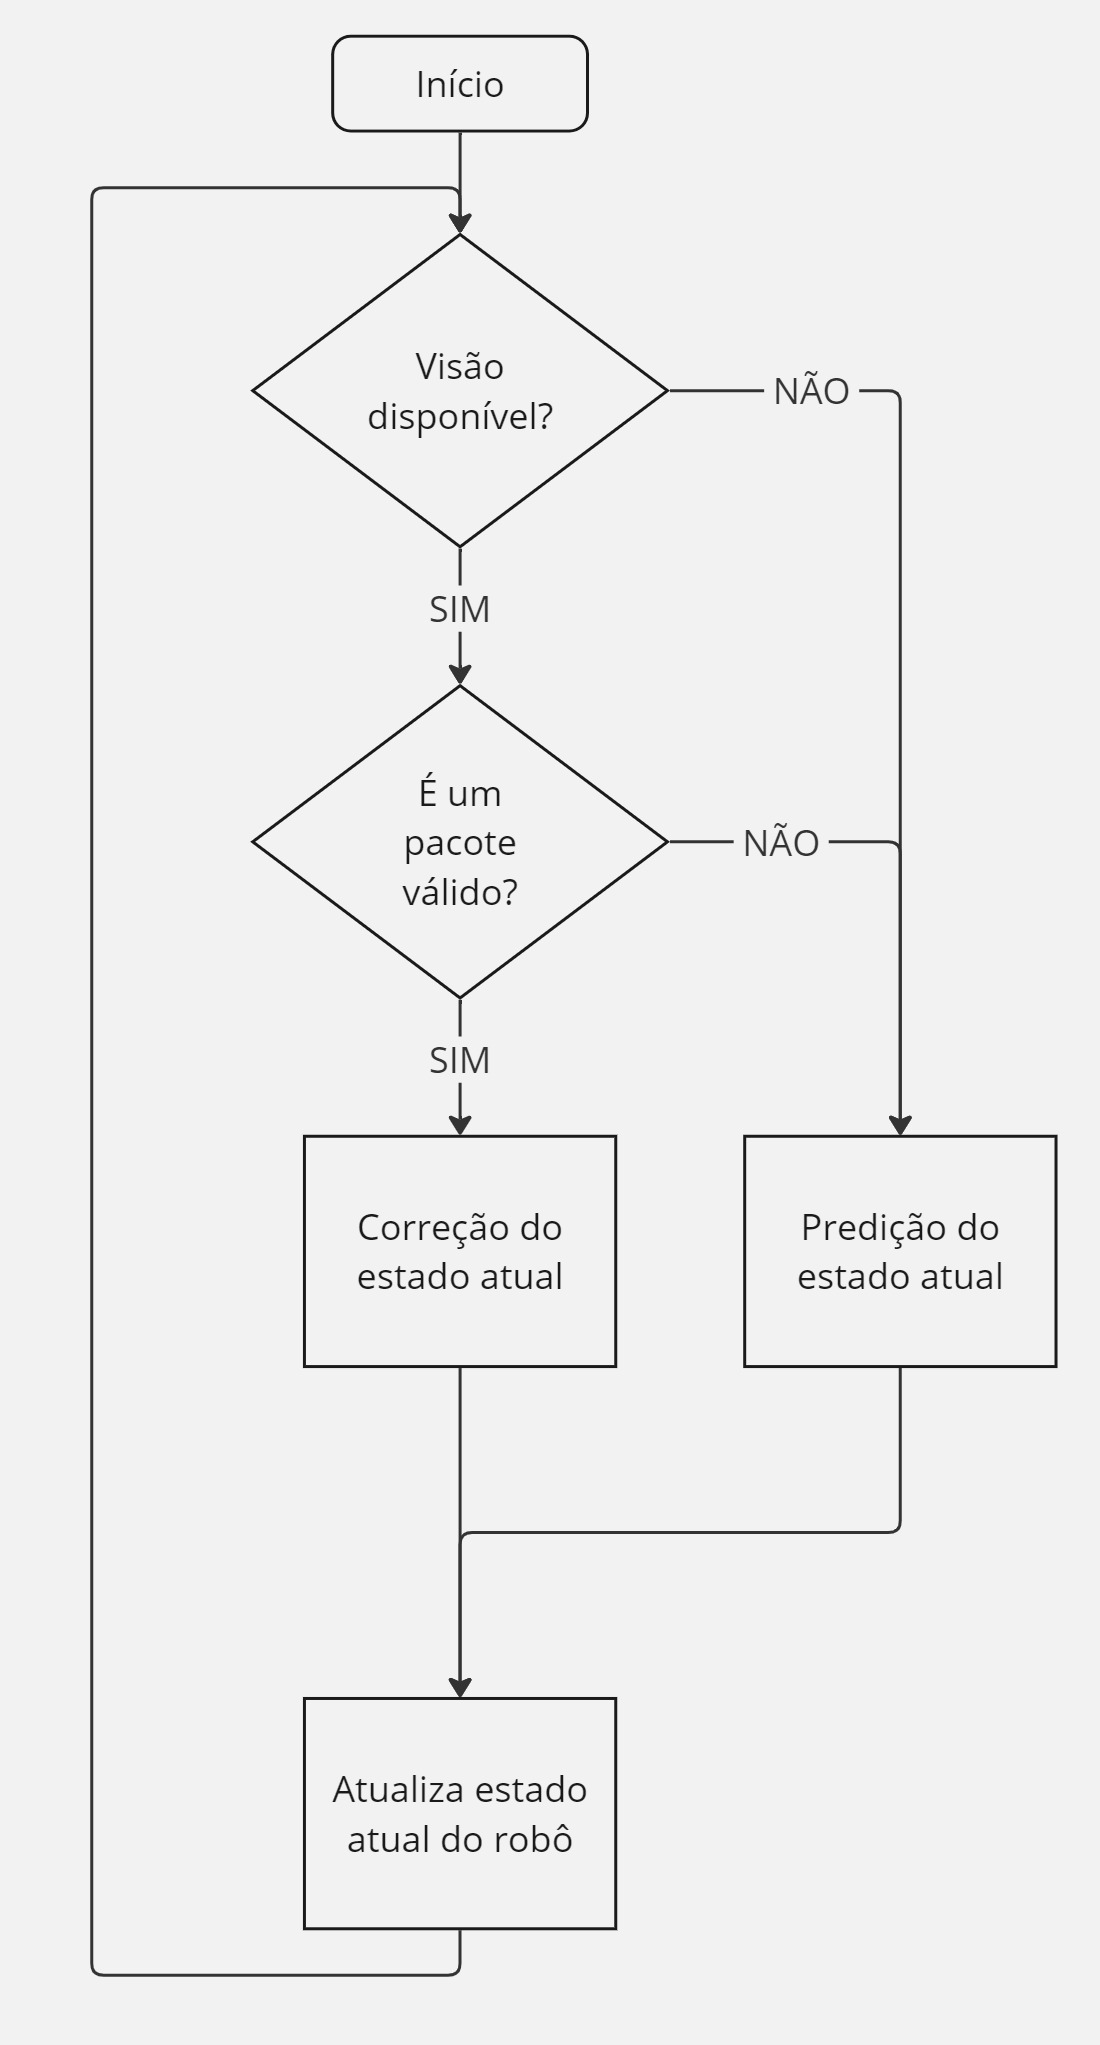 Início
Visão
disponível?
NÃO
SIM
É um
pacote
válido?
NÃO
SIM
Correção do
estado atual
Predição do
estado atual
Atualiza estado
atual do robô